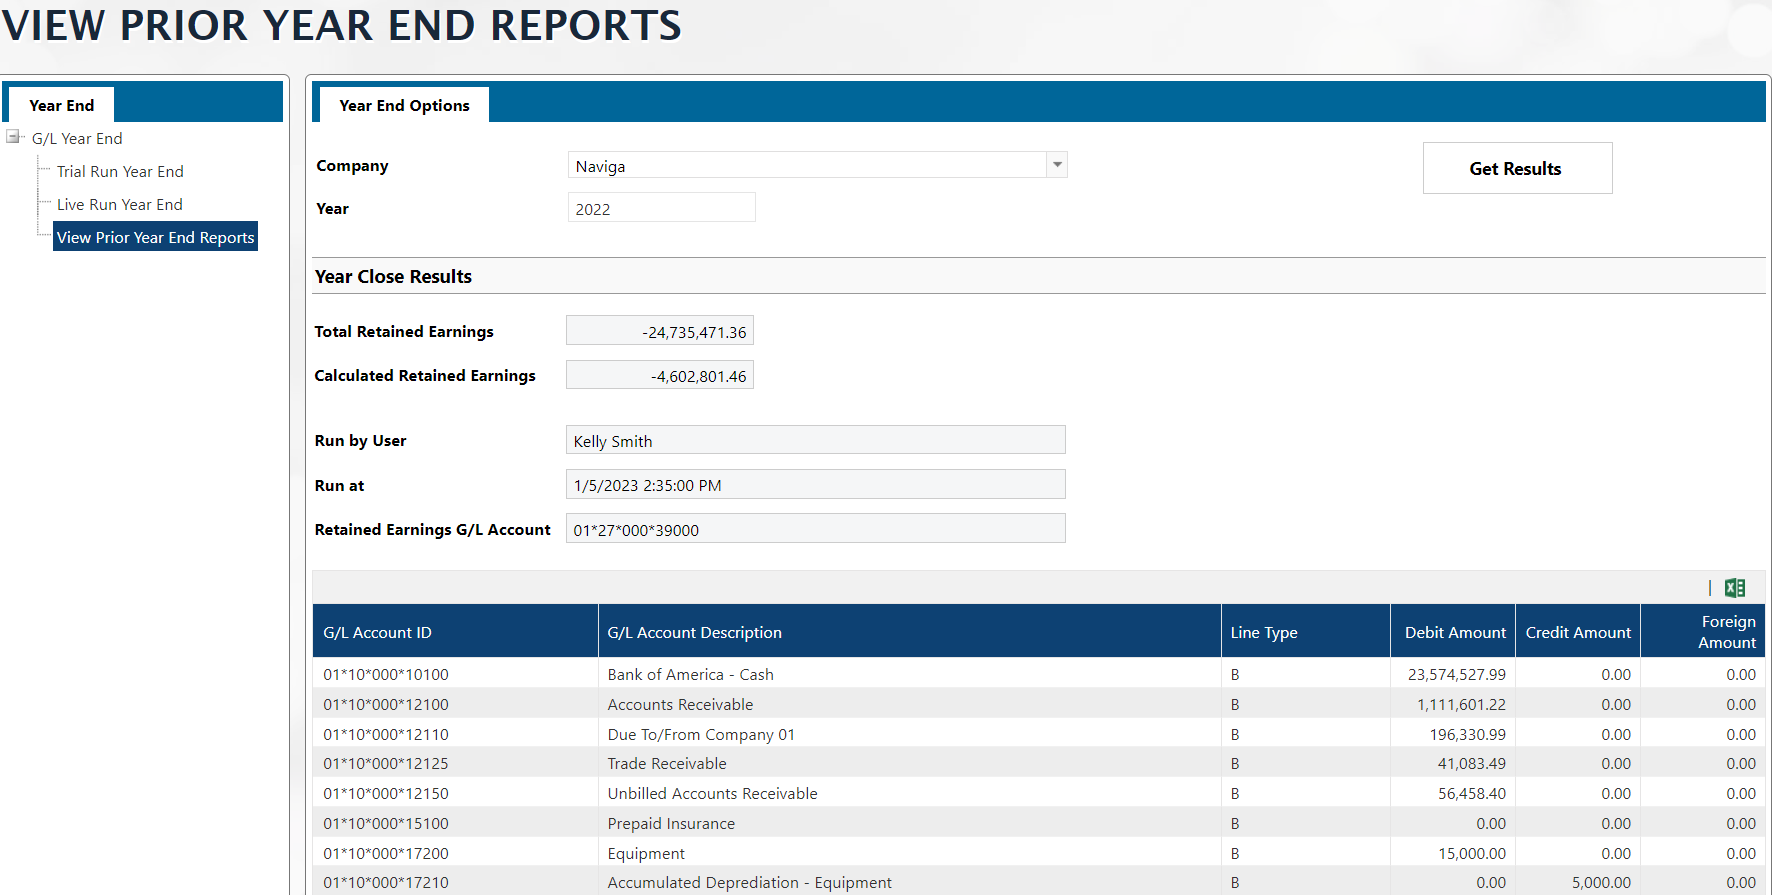 VIEW PRIOR YEAR END REPORTS
Year End
G/L Year End
Trial Run Year End
Live Run Year End
View Prior Year End Reports
Year End Options
Company Naviga
Get Results
Year 2022
Year Close Results
Total Retained Earnings -24,735,471.36
Calculated Retained Earnings -4,602,801.46
Run by User Kelly Smith
Run at 1/5/2023 2:35:00 PM
Retained Earnings G/L Account 01*27*000*39000
G/L Account ID G/L Account Description Line Type Debit Amount Credit Amount Foreign Amount
01*10*000*10100 Bank of America - Cash B 23,574,527.99 0.00 0.00
01*10*000*12100 Accounts Receivable B 1,111,601.22 0.00 0.00
01*10*000*12110 Due To/From Company 01 B 196,330.99 0.00 0.00
01*10*000*12125 Trade Receivable B 41,083.49 0.00 0.00
01*10*000*12150 Unbilled Accounts Receivable B 56,458.40 0.00 0.00
01*10*000*15100 Prepaid Insurance B 0.00 0.00 0.00
01*10*000*17200 Equipment B 15,000.00 0.00 0.00
01*10*000*17210 Accumulated Deprediation - Equipment B 0.00 5,000.00 0.00